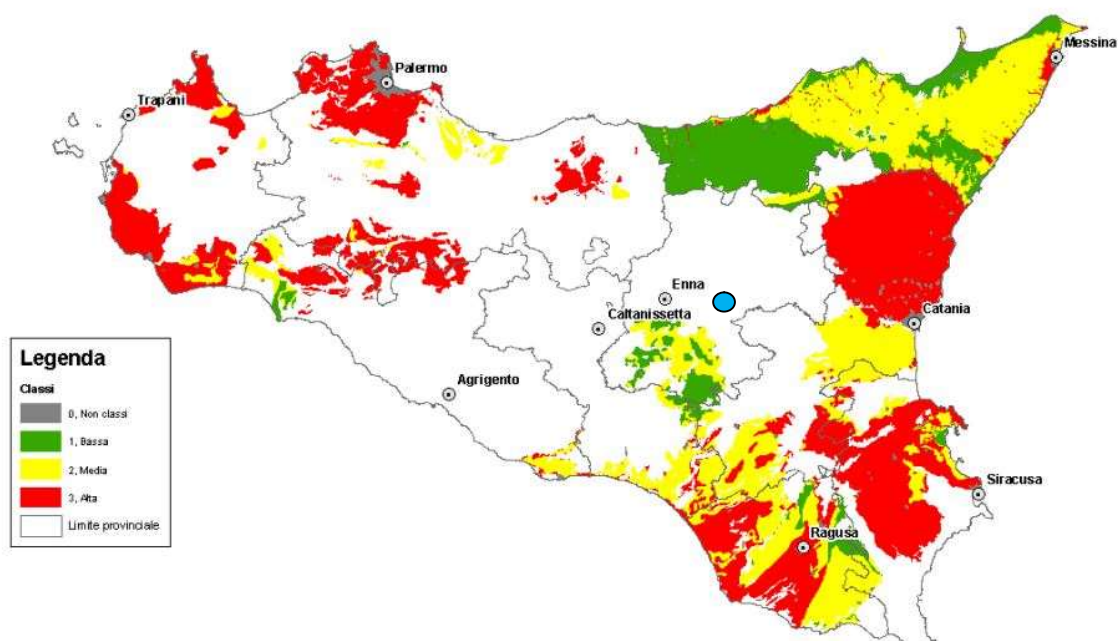 Messina
Palermo
Trapani
Enna
Caltanissetta
Catania
Agrigento
Siracusa
Ragusa
Legenda
Classi
0, Non classi
1, Bassa
2, Media
3, Alta
Limite provinciale